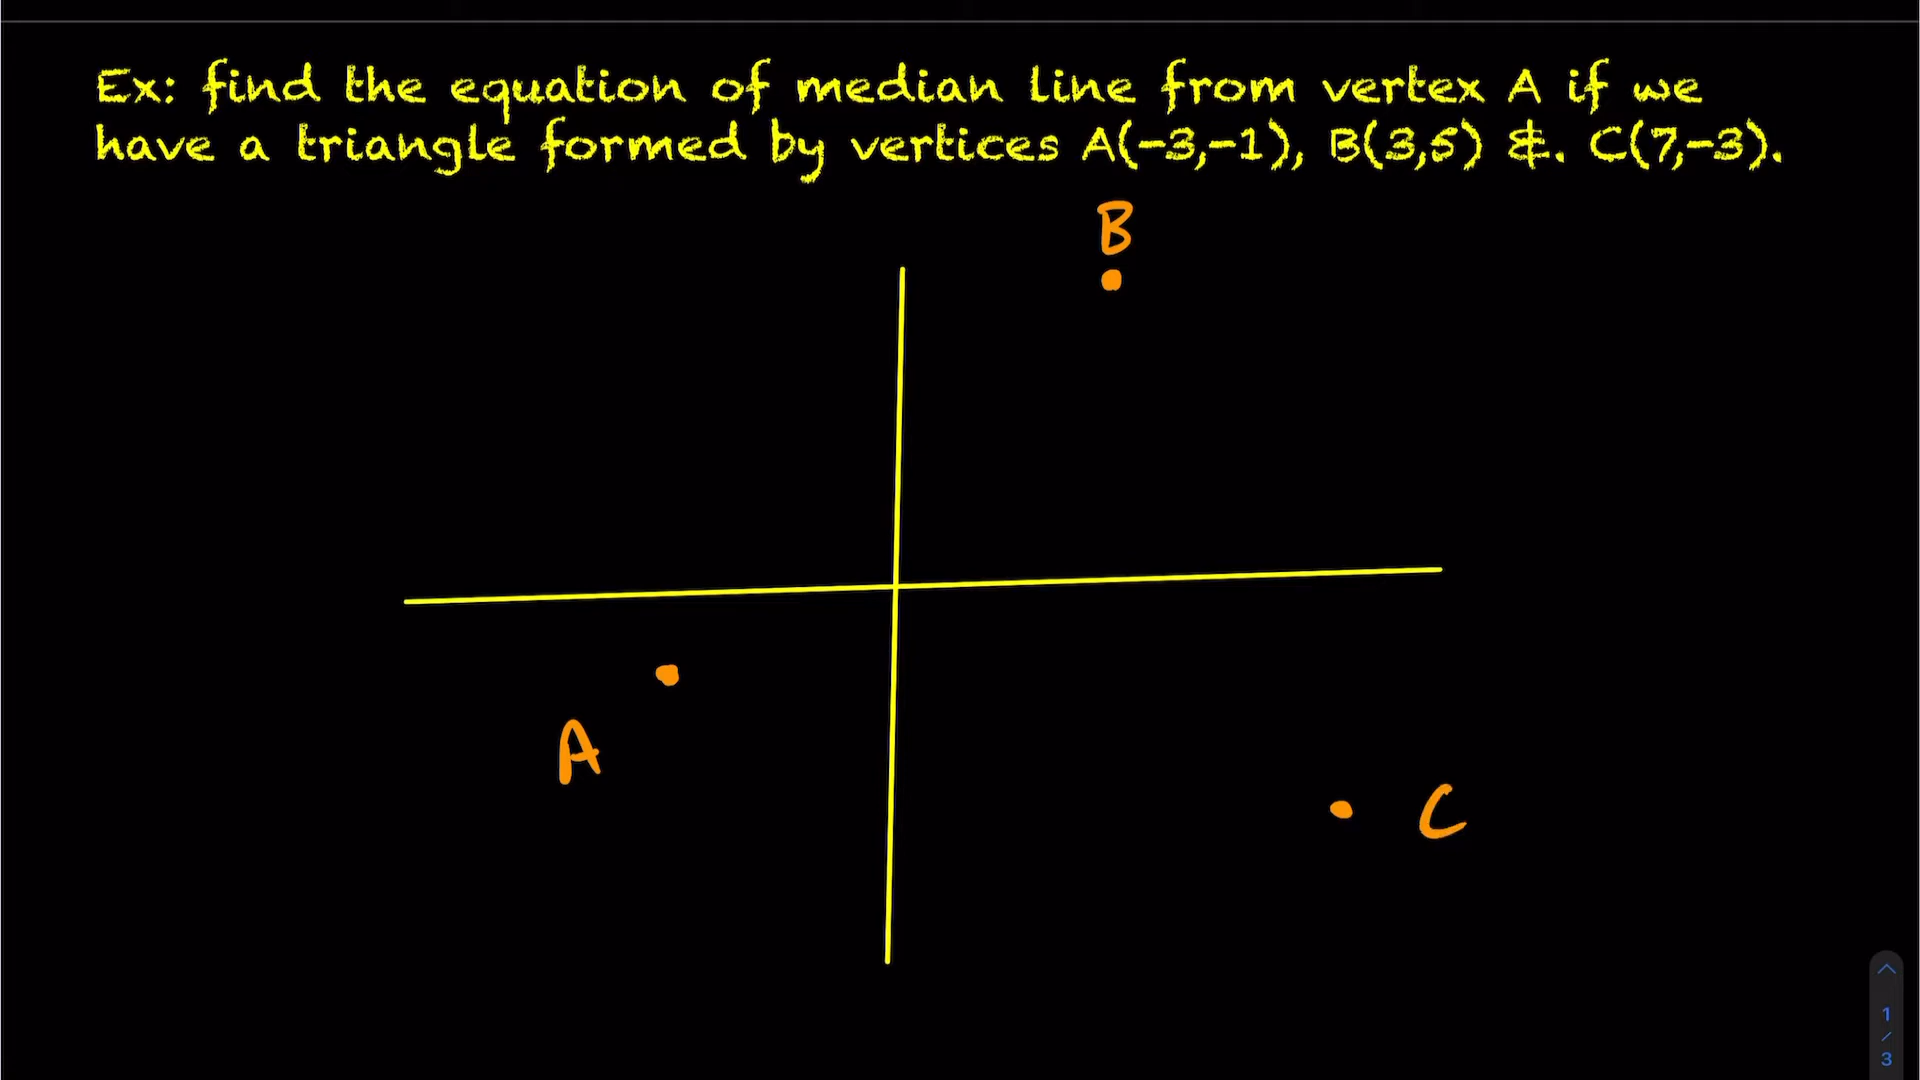 Ex: find the equation of median line from vertex A if we
have a triangle formed by vertices A(-3,-1), B(3,5) &. C(7,-3).
B
A
C
1
/
3